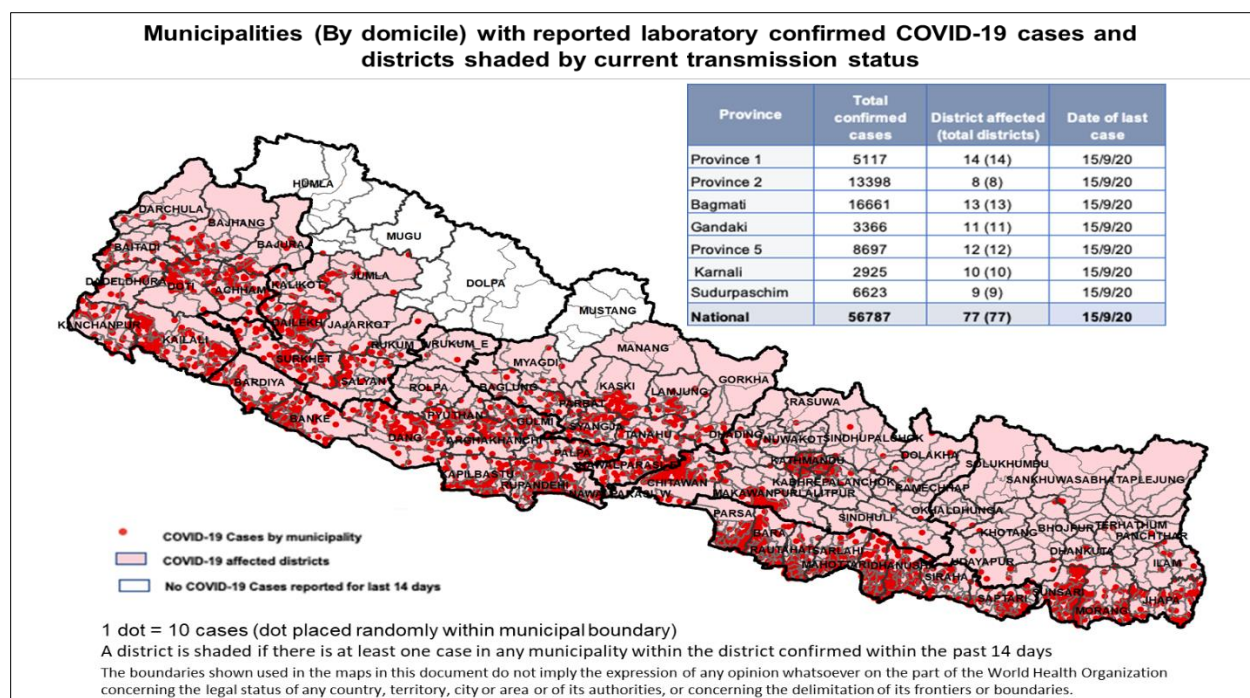 Municipalities (By domicile) with reported laboratory confirmed COVID-19 cases and
districts shaded by current transmission status
Province Total confirmed cases District affected (total districts) Date of last case
Province 1 5117 14 (14) 15/9/20
Province 2 13398 8 (8) 15/9/20
Bagmati 16661 13 (13) 15/9/20
Gandaki 3366 11 (11) 15/9/20
Province 5 8697 12 (12) 15/9/20
Karnali 2925 10 (10) 15/9/20
Sudurpaschim 6623 9 (9) 15/9/20
National 56787 77 (77) 15/9/20
HUMLA
DARCHULA
BAJHANG
MUGU
BAITADI
BAJURA
JUMLA
DOLPA
DADELDHURA
DOTI
ACHHAM
KALIKOT
MUSTANG
KANCHANPUR
DAILEKH
JAJARKOT
KAILALI
RUKUM_E
MANANG
SURKHET
MYAGDI
GORKHA
BARDIYA
SALYAN
ROLPA
BAGLUNG
KASKI
LAMJUNG
PARBAT
RASUWA
BANKE
PYUTHAN
GULMI
SYANGJA
TANAHU
DHADING
NUWAKOT
SINDHUPALCHOK
DANG
ARGHAKHANCHI
PALPA
DOLAKHA
KATHMANDU
SOLUKHUMBU
SANKHUWASABHA
TAPLEJUNG
RUPANDEHI
CHITAWAN
KABHREPALANCHOK
MAKAWANPUR
LALITPUR
RAMECHHAP
OKHALDHUNGA
PARSA
BARA
SINDHULI
KHOTANG
BHOJPUR
TERHATHUM
PANCHTHAR
RAUTAHAT
SARLAHI
DHANKUTA
MAHOTTARI
DHANUSHA
SIRAHA
UDAYAPUR
ILAM
SAPTARI
SUNSARI
MORANG
JHAPA
COVID-19 Cases by municipality
COVID-19 affected districts
No COVID-19 Cases reported for last 14 days
1 dot = 10 cases (dot placed randomly within municipal boundary)
A district is shaded if there is at least one case in any municipality within the district confirmed within the past 14 days
The boundaries shown used in the maps in this document do not imply the expression of any opinion whatsoever on the part of the World Health Organization
concerning the legal status of any country, territory, city or area or of its authorities, or concerning the delimitation of its frontiers or boundaries.